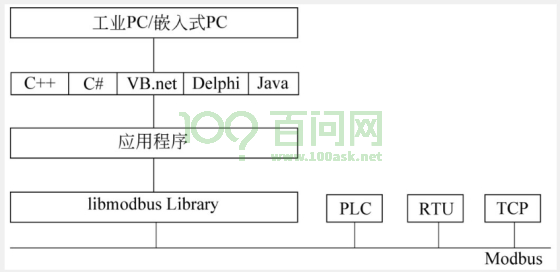 工业PC/嵌入式PC
C++ C# VB.net Delphi Java
应用程序
100?百问网
www.100ask.net
libmodbus Library PLC RTU TCP
Modbus